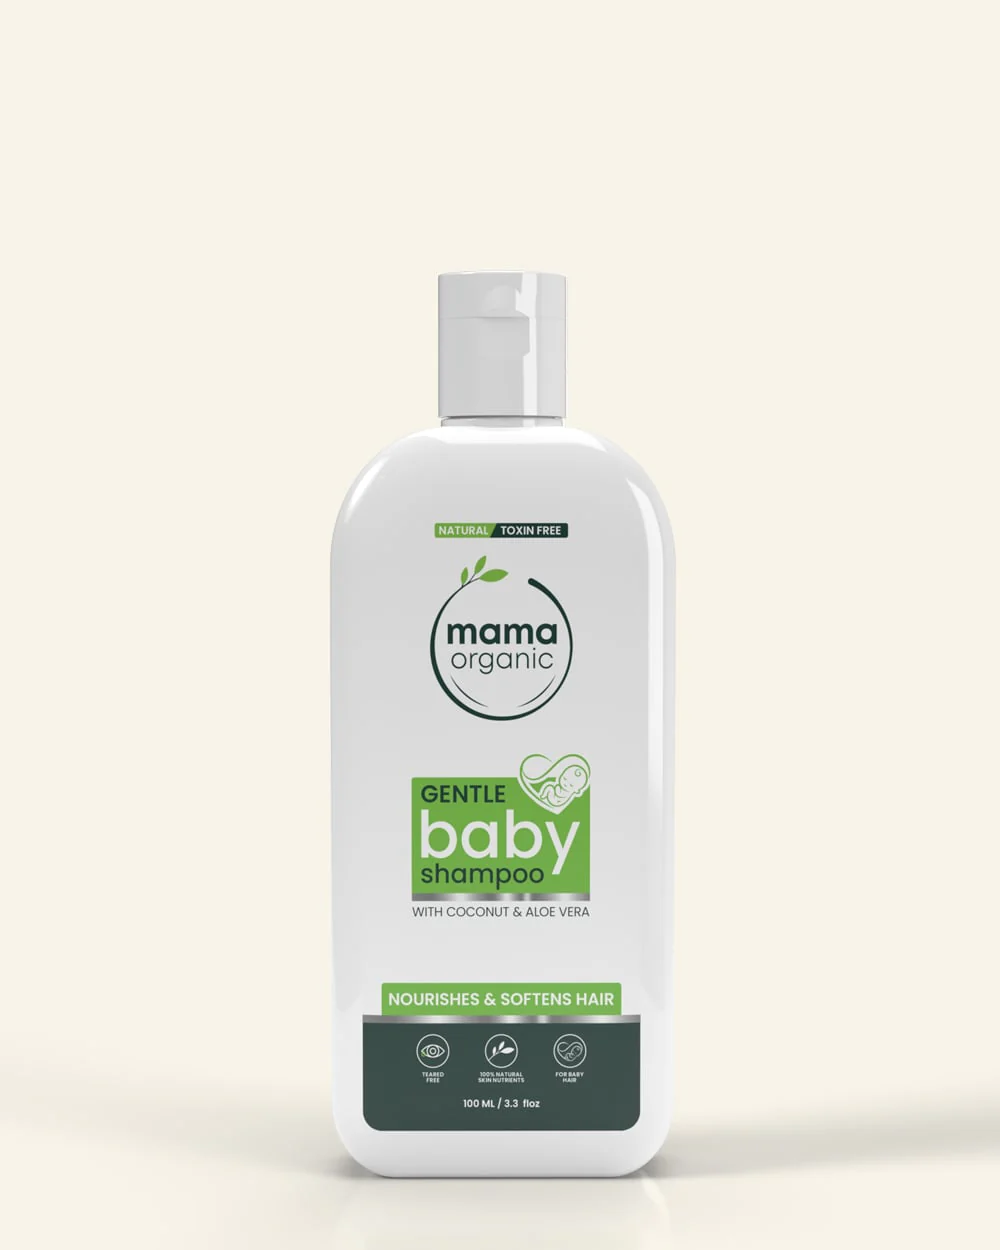 NATURAL TOXIN FREE
mama
organic
GENTLE
baby
shampoo
WITH COCONUT & ALOE VERA
NOURISHES & SOFTENS HAIR
TEARED
FREE
100% NATURAL
SKIN NUTRIENTS
FOR BABY
HAIR
100 ML / 3.3 floz